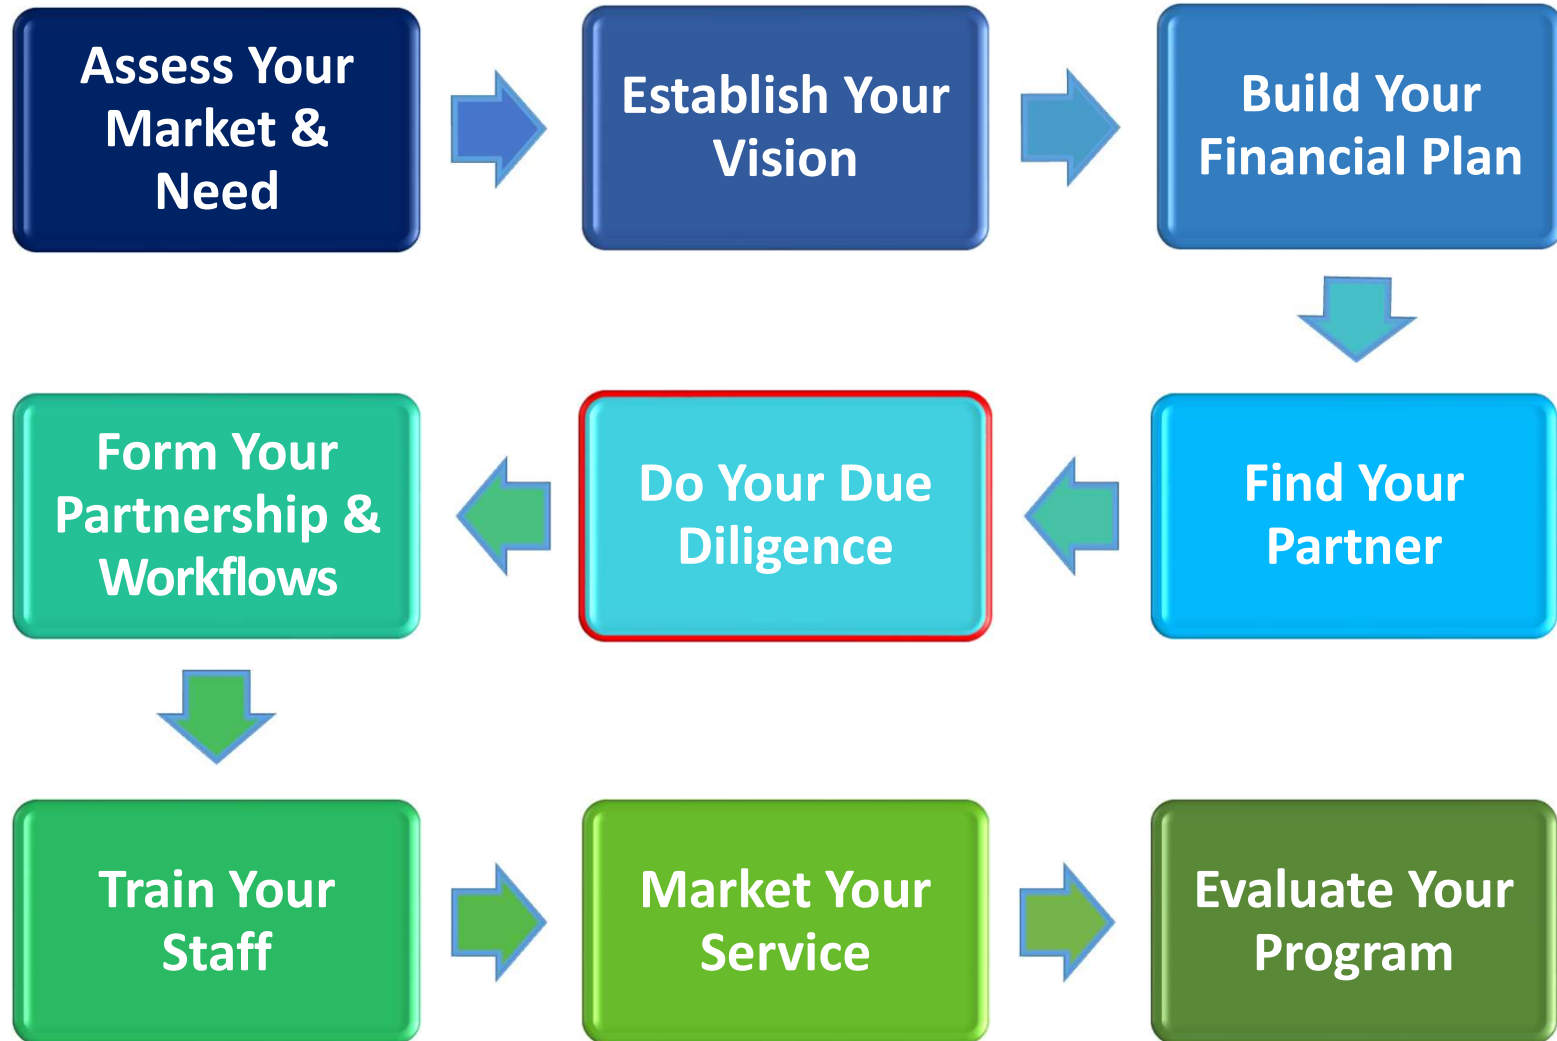 Assess Your
Market &
Need
Establish Your
Vision
Build Your
Financial Plan
Find Your
Partner
Do Your Due
Diligence
Form Your
Partnership &
Workflows
Train Your
Staff
Market Your
Service
Evaluate Your
Program